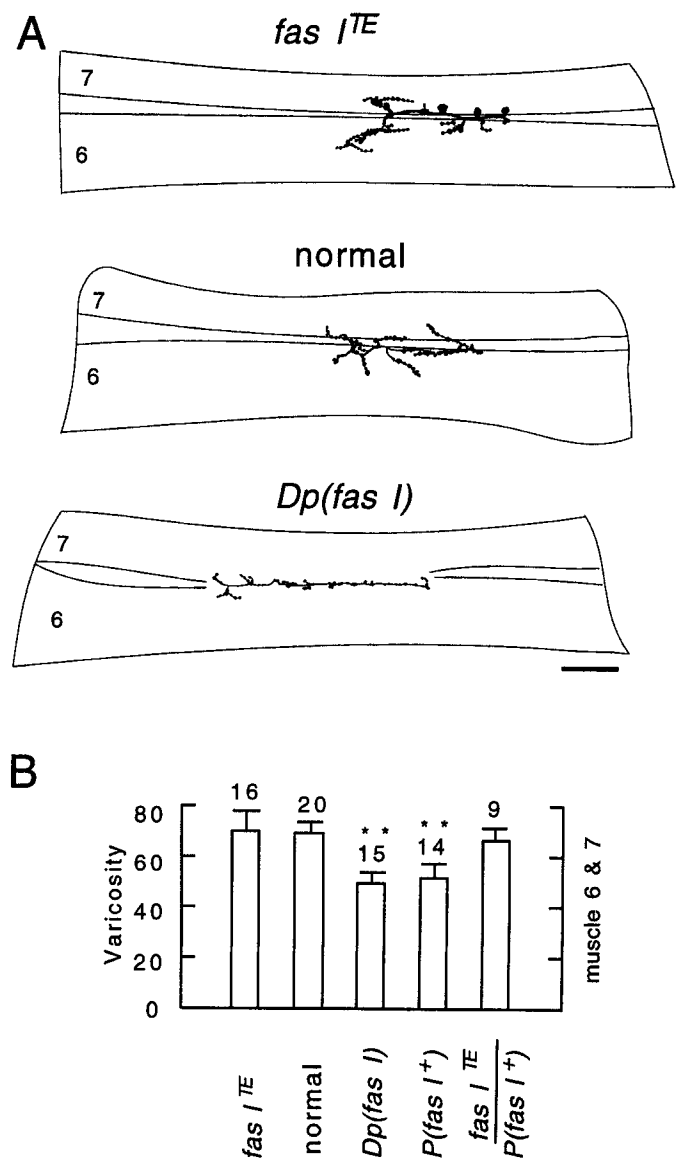 A
fas I^TE
7
6
normal
7
6
Dp(fas I)
7
6
B
80
60
40
20
0
Varicosity
16
20
* *
15
* *
14
9
muscle 6 & 7
fas I^TE
normal
Dp(fas I)
P(fas I^+)
fas I^TE
P(fas I^+)